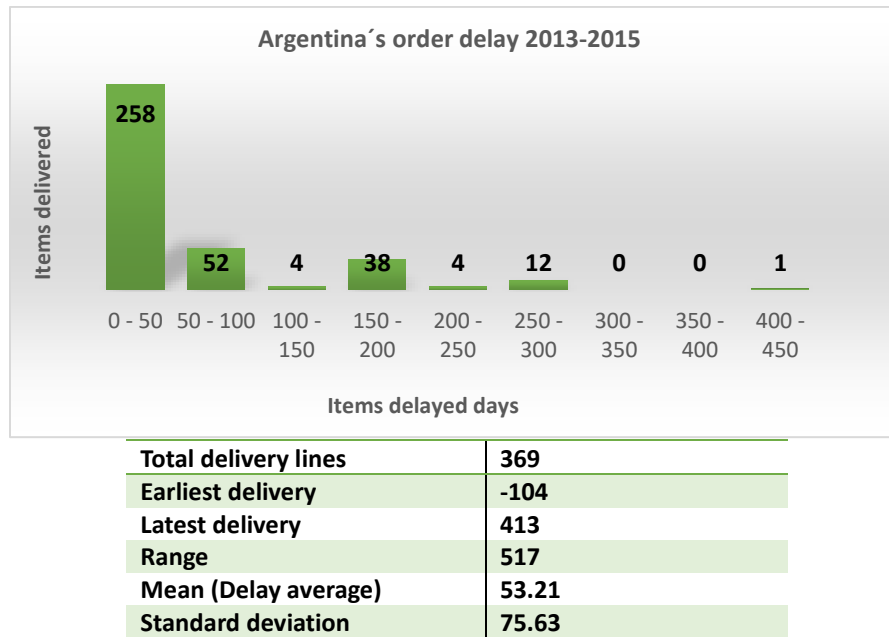 Argentina´s order delay 2013-2015
Items delivered
258
52
4
38
4
12
0
0
1
0 - 50
50 - 100
100 -
150
150 -
200
200 -
250
250 -
300
300 -
350
350 -
400
400 -
450
Items delayed days
Total delivery lines 369
Earliest delivery -104
Latest delivery 413
Range 517
Mean (Delay average) 53.21
Standard deviation 75.63